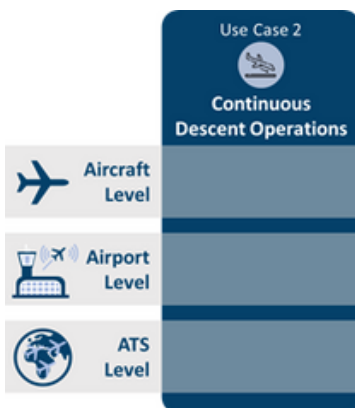 Use Case 2
Continuous
Descent Operations
Aircraft
Level
Airport
Level
ATS
Level